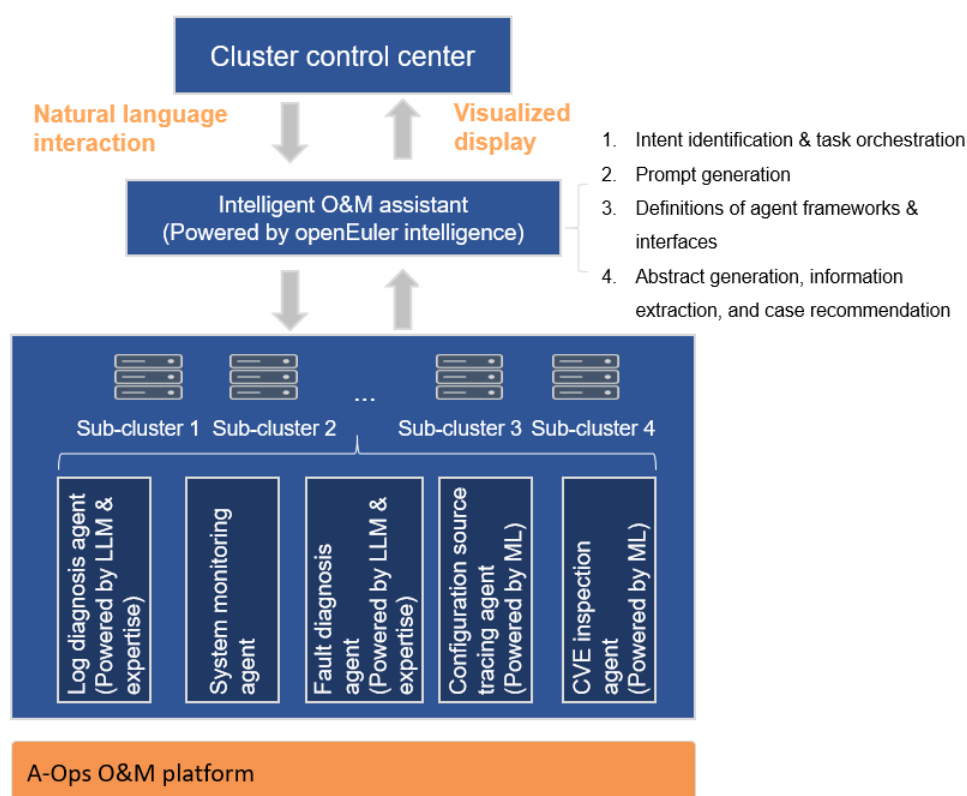 Cluster control center
Natural language
interaction
Visualized
display
Intelligent O&M assistant
(Powered by openEuler intelligence)
1. Intent identification & task orchestration
2. Prompt generation
3. Definitions of agent frameworks &
interfaces
4. Abstract generation, information
extraction, and case recommendation
...
Sub-cluster 1
Sub-cluster 2
Sub-cluster 3
Sub-cluster 4
Log diagnosis agent
(Powered by LLM &
expertise)
System monitoring
agent
Fault diagnosis
agent
(Powered by LLM &
expertise)
Configuration source
tracing agent
(Powered by ML)
CVE inspection
agent
(Powered by ML)
A-Ops O&M platform